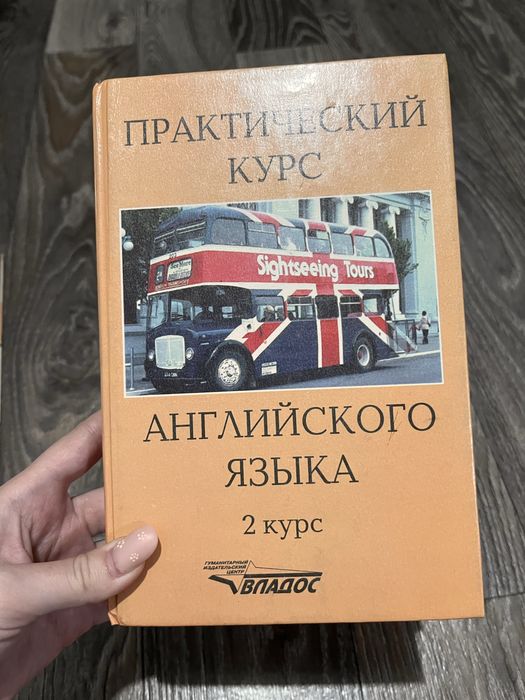 ПРАКТИЧЕСКИЙ
КУРС
Sightseeing Tours
АНГЛИЙСКОГО
ЯЗЫКА
2 курс
ГУМАНИТАРНЫЙ
ИЗДАТЕЛЬСКИЙ
ЦЕНТР
ВЛАДОС